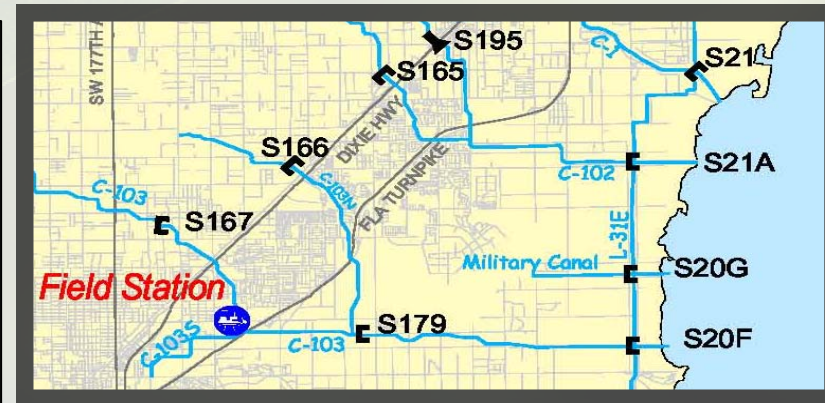 SW 177TH A
S195
C-1
S21
S165
DIXIE HWY
S166
C-103N
FLA TURNPIKE
C-102
S21A
C-103
S167
L-31E
Military Canal
S20G
Field Station
C-103S
C-103
S179
S20F